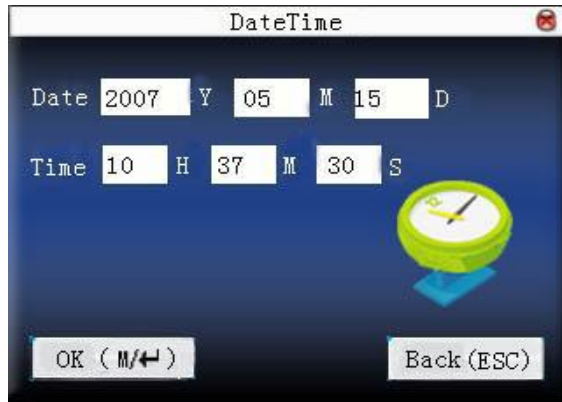 DateTime
Date 2007 Y 05 M 15 D
Time 10 H 37 M 30 S
OK (M/↵) Back(ESC)